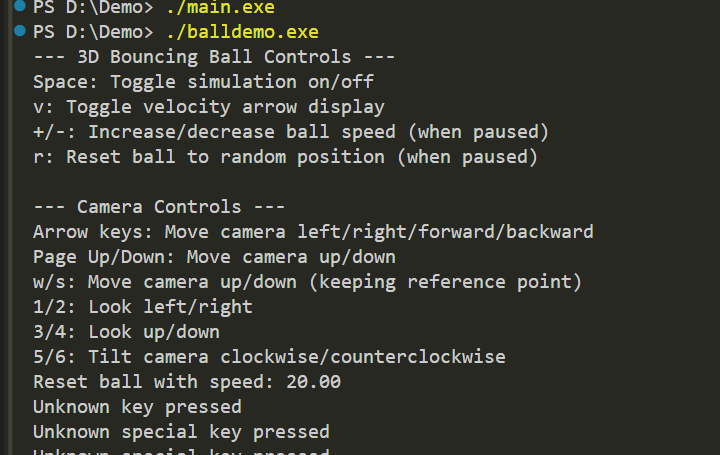 PS D:\Demo> ./main.exe
PS D:\Demo> ./balldemo.exe
--- 3D Bouncing Ball Controls ---
Space: Toggle simulation on/off
v: Toggle velocity arrow display
+/-: Increase/decrease ball speed (when paused)
r: Reset ball to random position (when paused)

--- Camera Controls ---
Arrow keys: Move camera left/right/forward/backward
Page Up/Down: Move camera up/down
w/s: Move camera up/down (keeping reference point)
1/2: Look left/right
3/4: Look up/down
5/6: Tilt camera clockwise/counterclockwise
Reset ball with speed: 20.00
Unknown key pressed
Unknown special key pressed
Unknown special key pressed